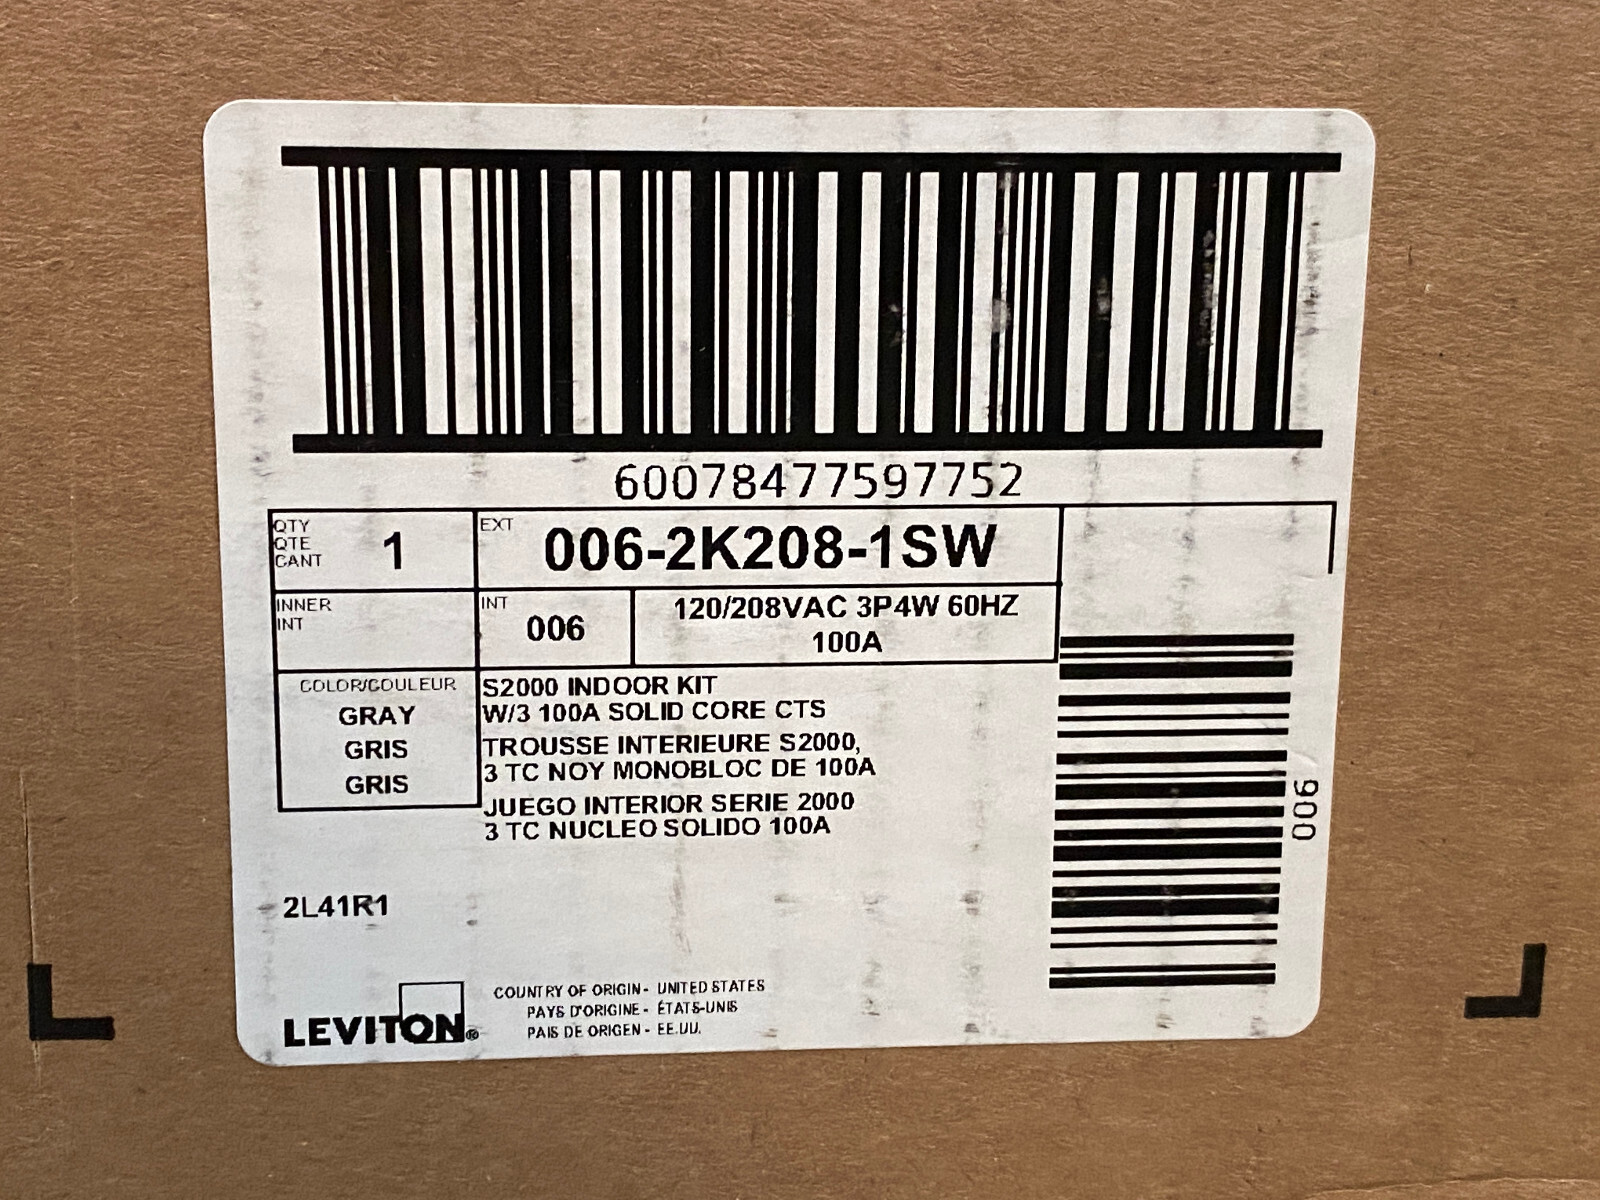 60078477597752
QTY
QTE
CANT
1
EXT
006-2K208-1SW
INNER
INT
INT
006
120/208VAC 3P4W 60HZ
100A
COLOR/COULEUR
GRAY
GRIS
GRIS
S2000 INDOOR KIT
W/3 100A SOLID CORE CTS
TROUSSE INTERIEURE S2000,
3 TC NOY MONOBLOC DE 100A
JUEGO INTERIOR SERIE 2000
3 TC NUCLEO SOLIDO 100A
006
2L41R1
LEVITON®
COUNTRY OF ORIGIN- UNITED STATES
PAYS D'ORIGINE - ÉTATS-UNIS
PAIS DE ORIGEN - EE.UU.